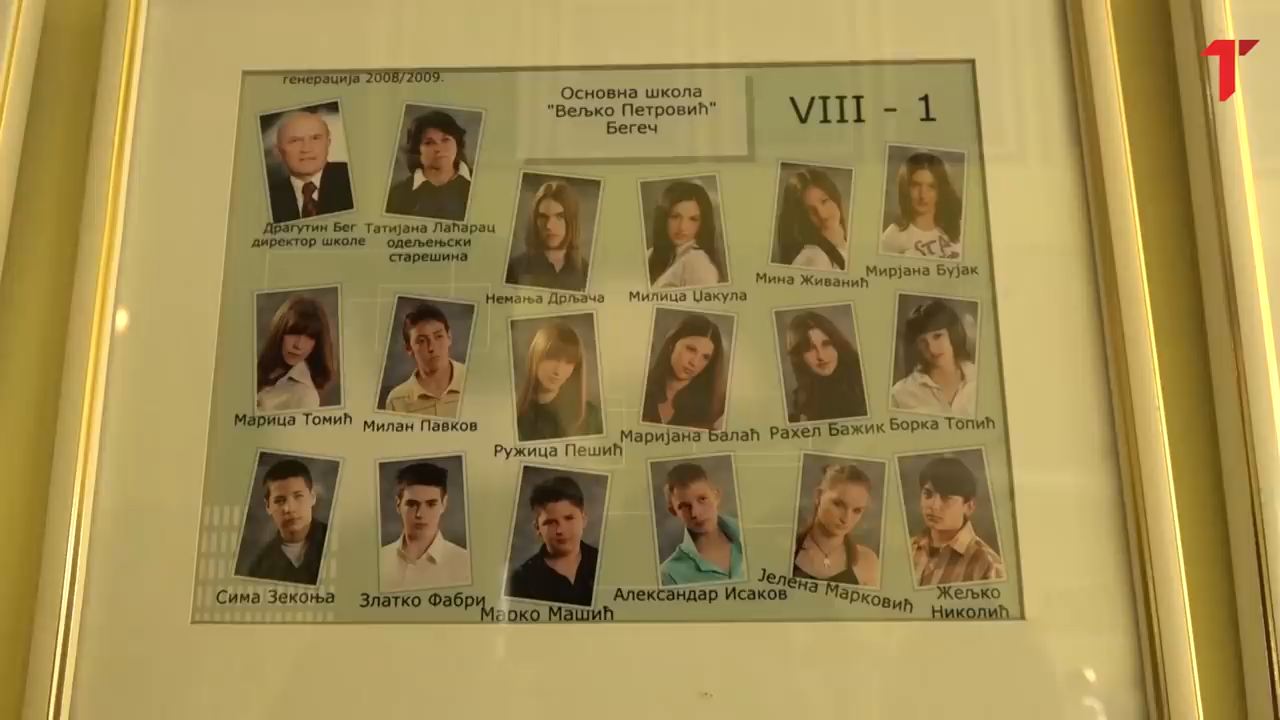 генерација 2008/2009.
Основна школа
"Вељко Петровић"
Бегеч
VIII - 1
Драгутин Бег
директор школе
Татијана Лаћарац
одељењски
старешина
Немања Дрљача
Милица Џакула
Мина Живанић
Мирјана Бујак
Марица Томић
Милан Павков
Ружица Пешић
Маријана Балаћ
Рахел Бажик
Борка Топић
Сима Зекоња
Златко Фабри
Марко Машић
Александар Исаков
Јелена Марковић
Жељко
Николић